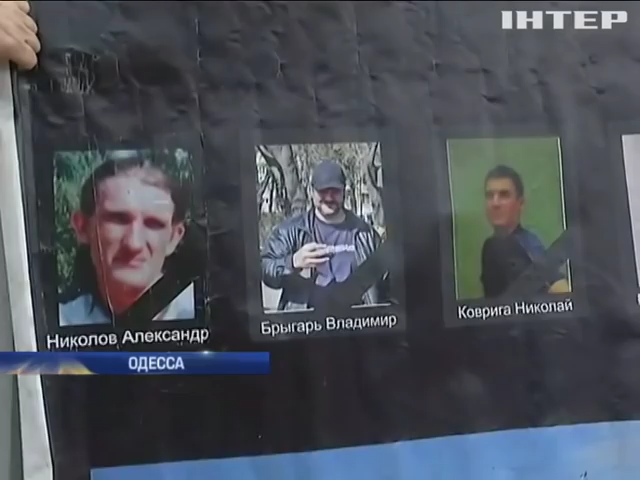 ІНТЕР
Николов Александр
Брыгарь Владимир
Коврига Николай
ОДЕССА